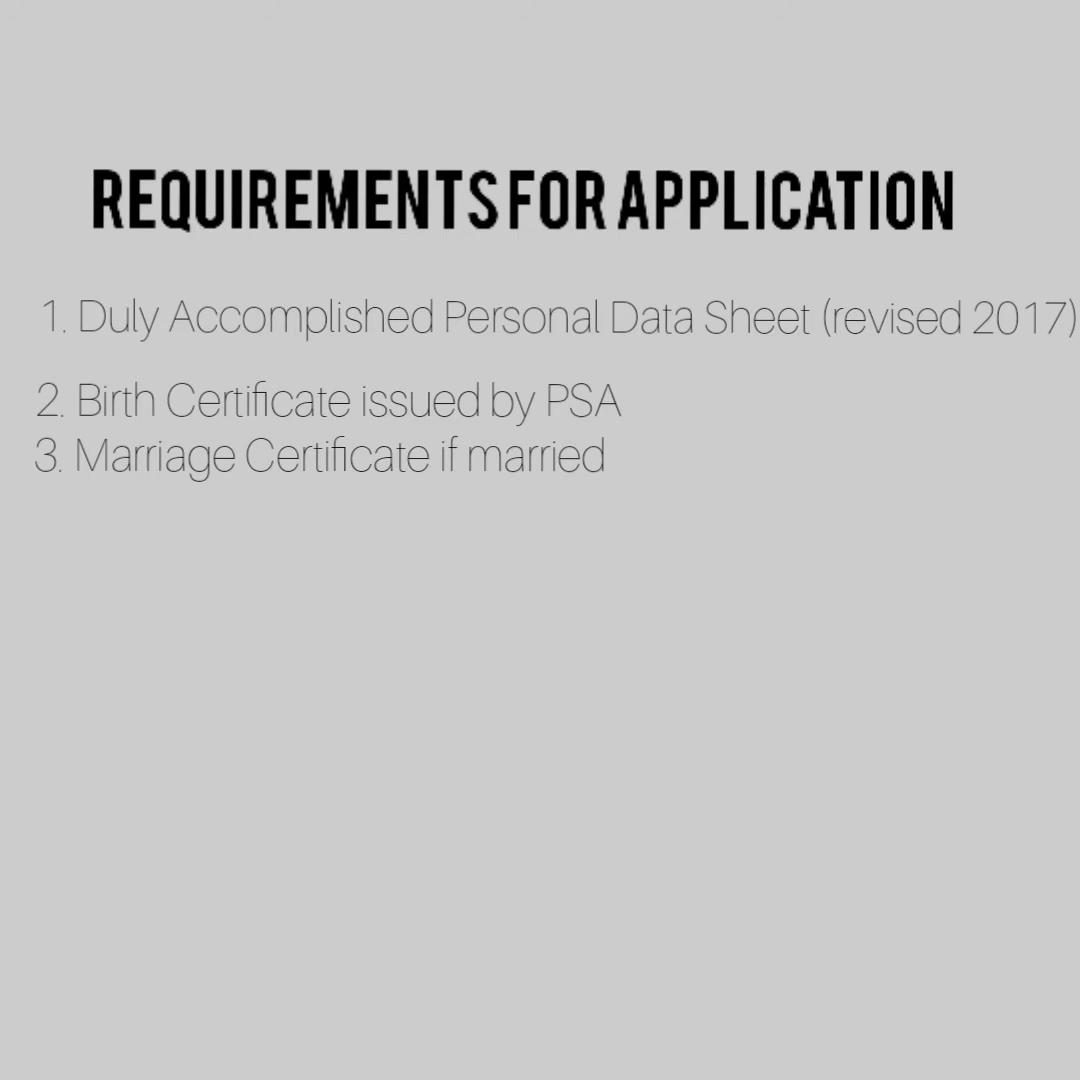 REQUIREMENTS FOR APPLICATION
1. Duly Accomplished Personal Data Sheet (revised 2017)
2. Birth Certificate issued by PSA
3. Marriage Certificate if married